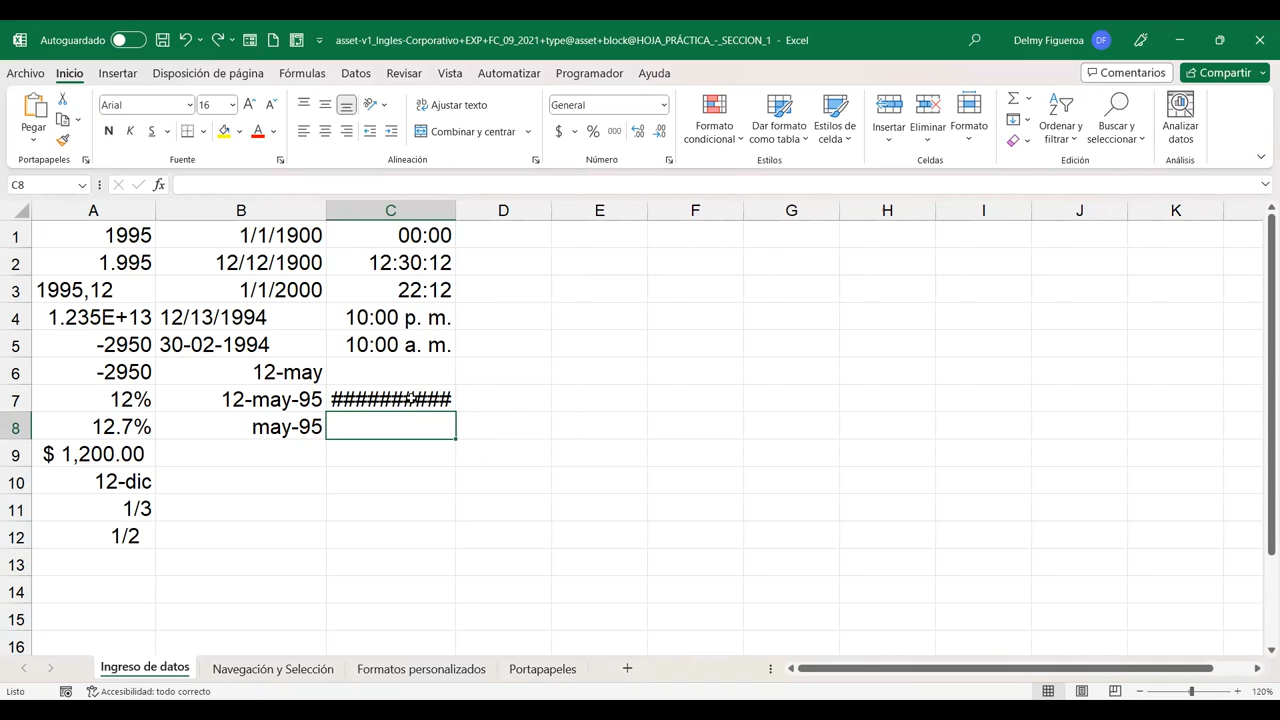 Autoguardado asset-v1_Ingles-Corporativo+EXP+FC_09_2021+type@asset+block@HOJA_PRÁCTICA_-_SECCION_1 - Excel Delmy Figueroa DF
Archivo Inicio Insertar Disposición de página Fórmulas Datos Revisar Vista Automatizar Programador Ayuda Comentarios Compartir
Pegar Arial 16 Ajustar texto General Formato condicional Dar formato como tabla Estilos de celda Insertar Eliminar Formato Ordenar y filtrar Buscar y seleccionar Analizar datos
N K S Combinar y centrar $ % 000
Portapapeles Fuente Alineación Número Estilos Celdas Edición Análisis
C8 fx
A B C D E F G H I J K
1 1995 1/1/1900 00:00
2 1.995 12/12/1900 12:30:12
3 1995,12 1/1/2000 22:12
4 1.235E+13 12/13/1994 10:00 p. m.
5 -2950 30-02-1994 10:00 a. m.
6 -2950 12-may
7 12% 12-may-95 ##########
8 12.7% may-95
9 $ 1,200.00
10 12-dic
11 1/3
12 1/2
13
14
15
16
Ingreso de datos Navegación y Selección Formatos personalizados Portapapeles
Listo Accesibilidad: todo correcto 120%